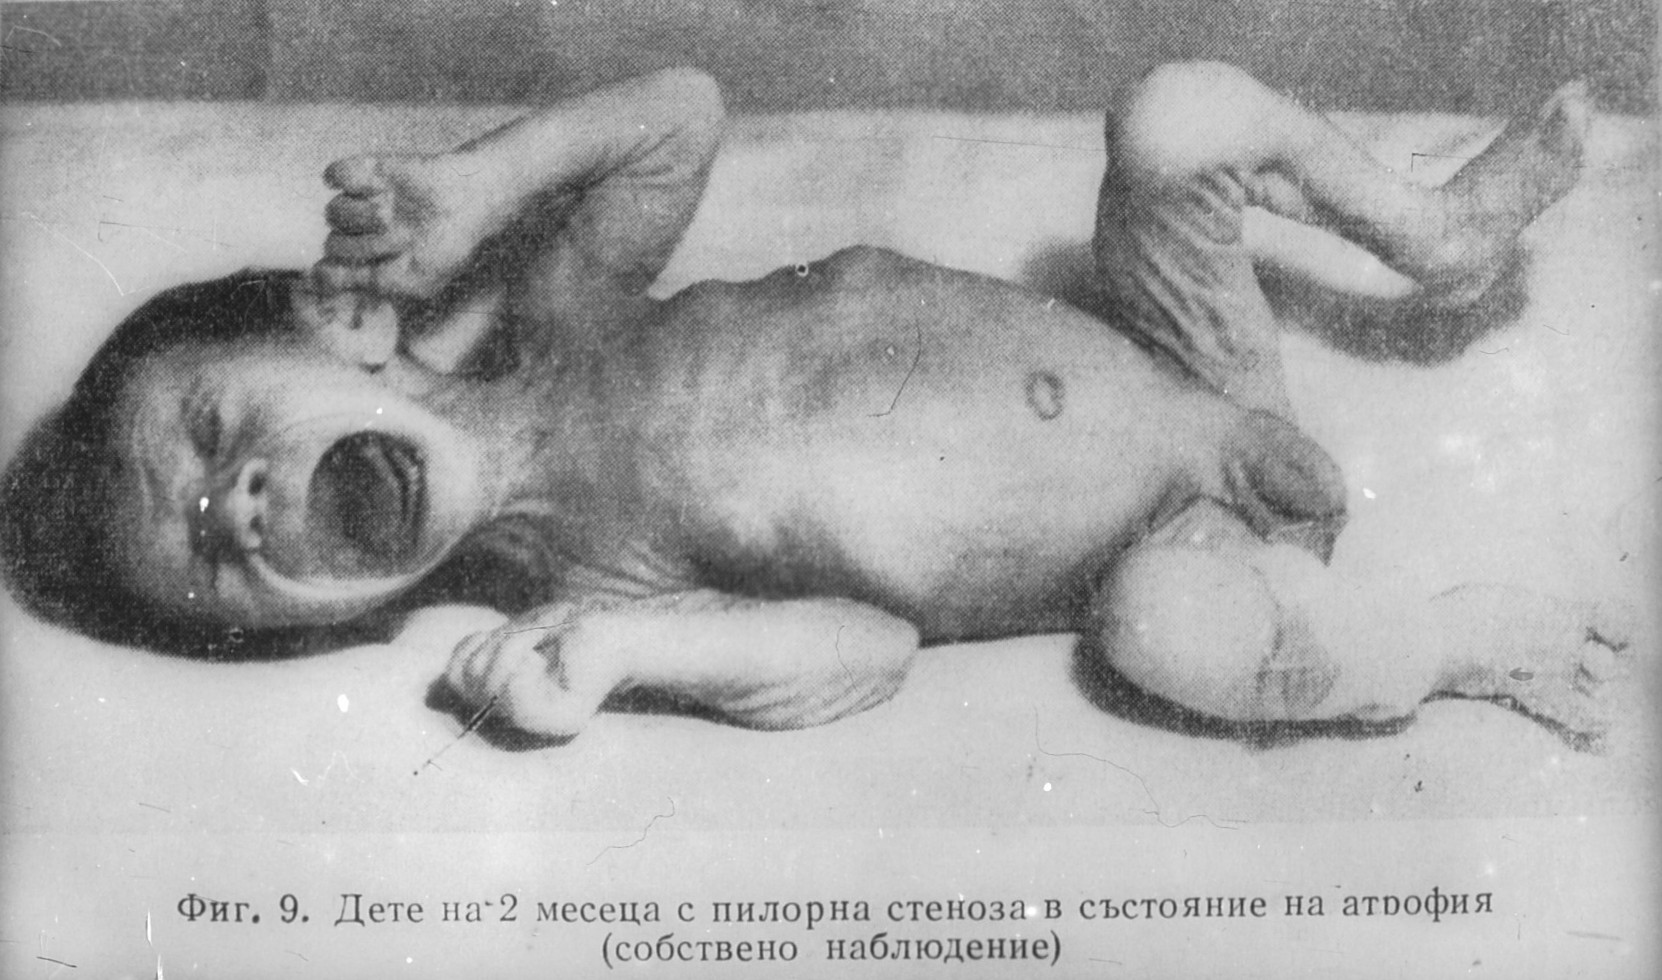 Фиг. 9. Дете на 2 месеца с пилорна стеноза в състояние на атрофия
(собствено наблюдение)